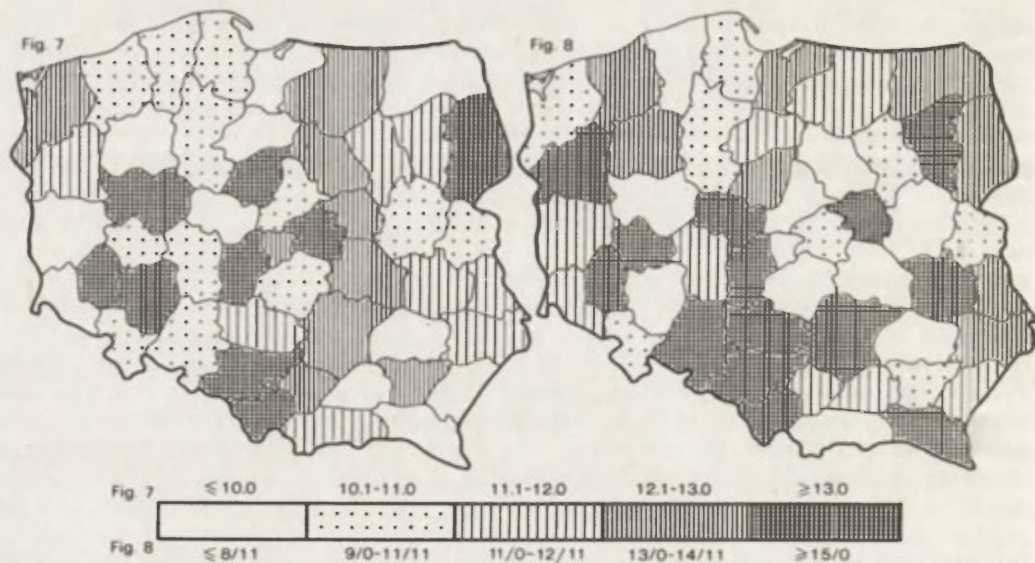 Fig. 7
Fig. 8
Fig. 7 ≤10.0 10.1-11.0 11.1-12.0 12.1-13.0 ≥13.0
Fig. 8 ≤8/11 9/0-11/11 11/0-12/11 13/0-14/11 ≥15/0